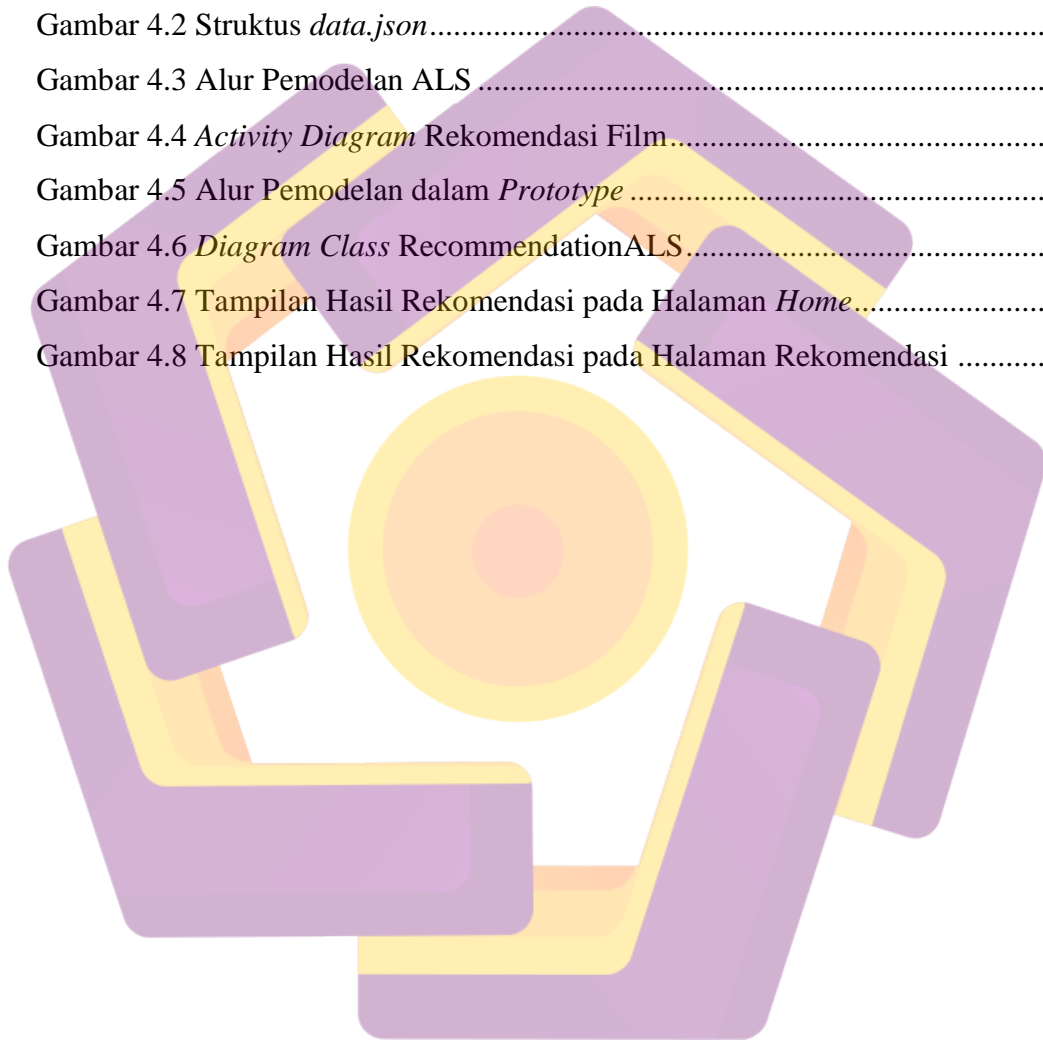 Gambar 4.2 Struktus data.json....................................................................................
Gambar 4.3 Alur Pemodelan ALS .............................................................................
Gambar 4.4 Activity Diagram Rekomendasi Film..................................................
Gambar 4.5 Alur Pemodelan dalam Prototype .......................................................
Gambar 4.6 Diagram Class RecommendationALS...............................................
Gambar 4.7 Tampilan Hasil Rekomendasi pada Halaman Home.........................
Gambar 4.8 Tampilan Hasil Rekomendasi pada Halaman Rekomendasi ...........